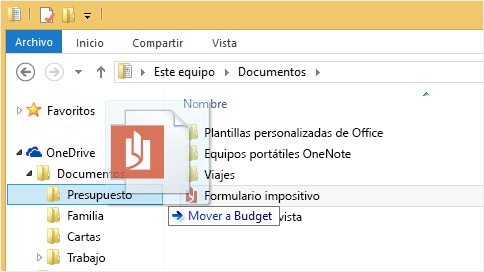 Archivo Inicio Compartir Vista
Este equipo Documentos
Favoritos
OneDrive
Documentos
Presupuesto
Familia
Cartas
Trabajo
Nombre
Plantillas personalizadas de Office
Equipos portátiles OneNote
Viajes
Formulario impositivo
vista
Mover a Budget